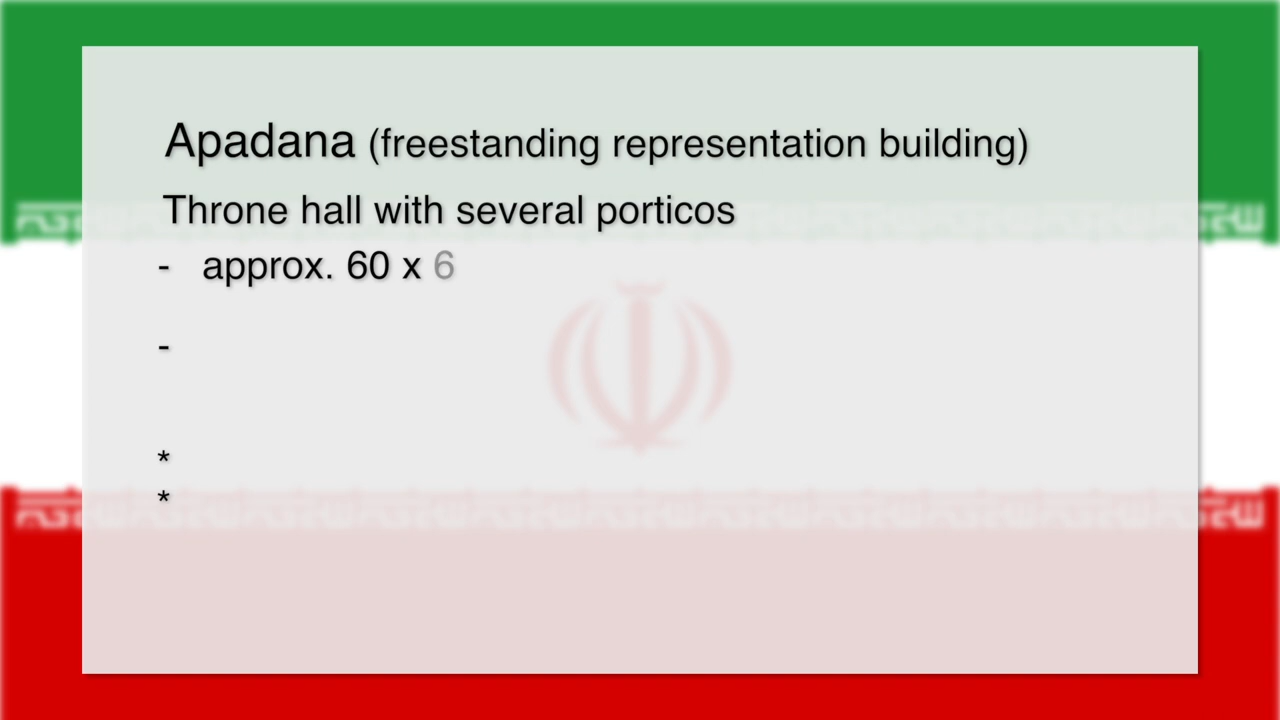 Apadana (freestanding representation building)
Throne hall with several porticos
- approx. 60 x 6
-
*
*